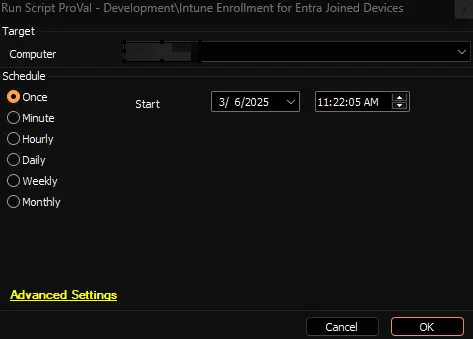 Run Script ProVal - Development\Intune Enrollment for Entra Joined Devices
Target
Computer
Schedule
Once
Start
3/ 6/2025
11:22:05 AM
Minute
Hourly
Daily
Weekly
Monthly
Advanced Settings
Cancel
OK